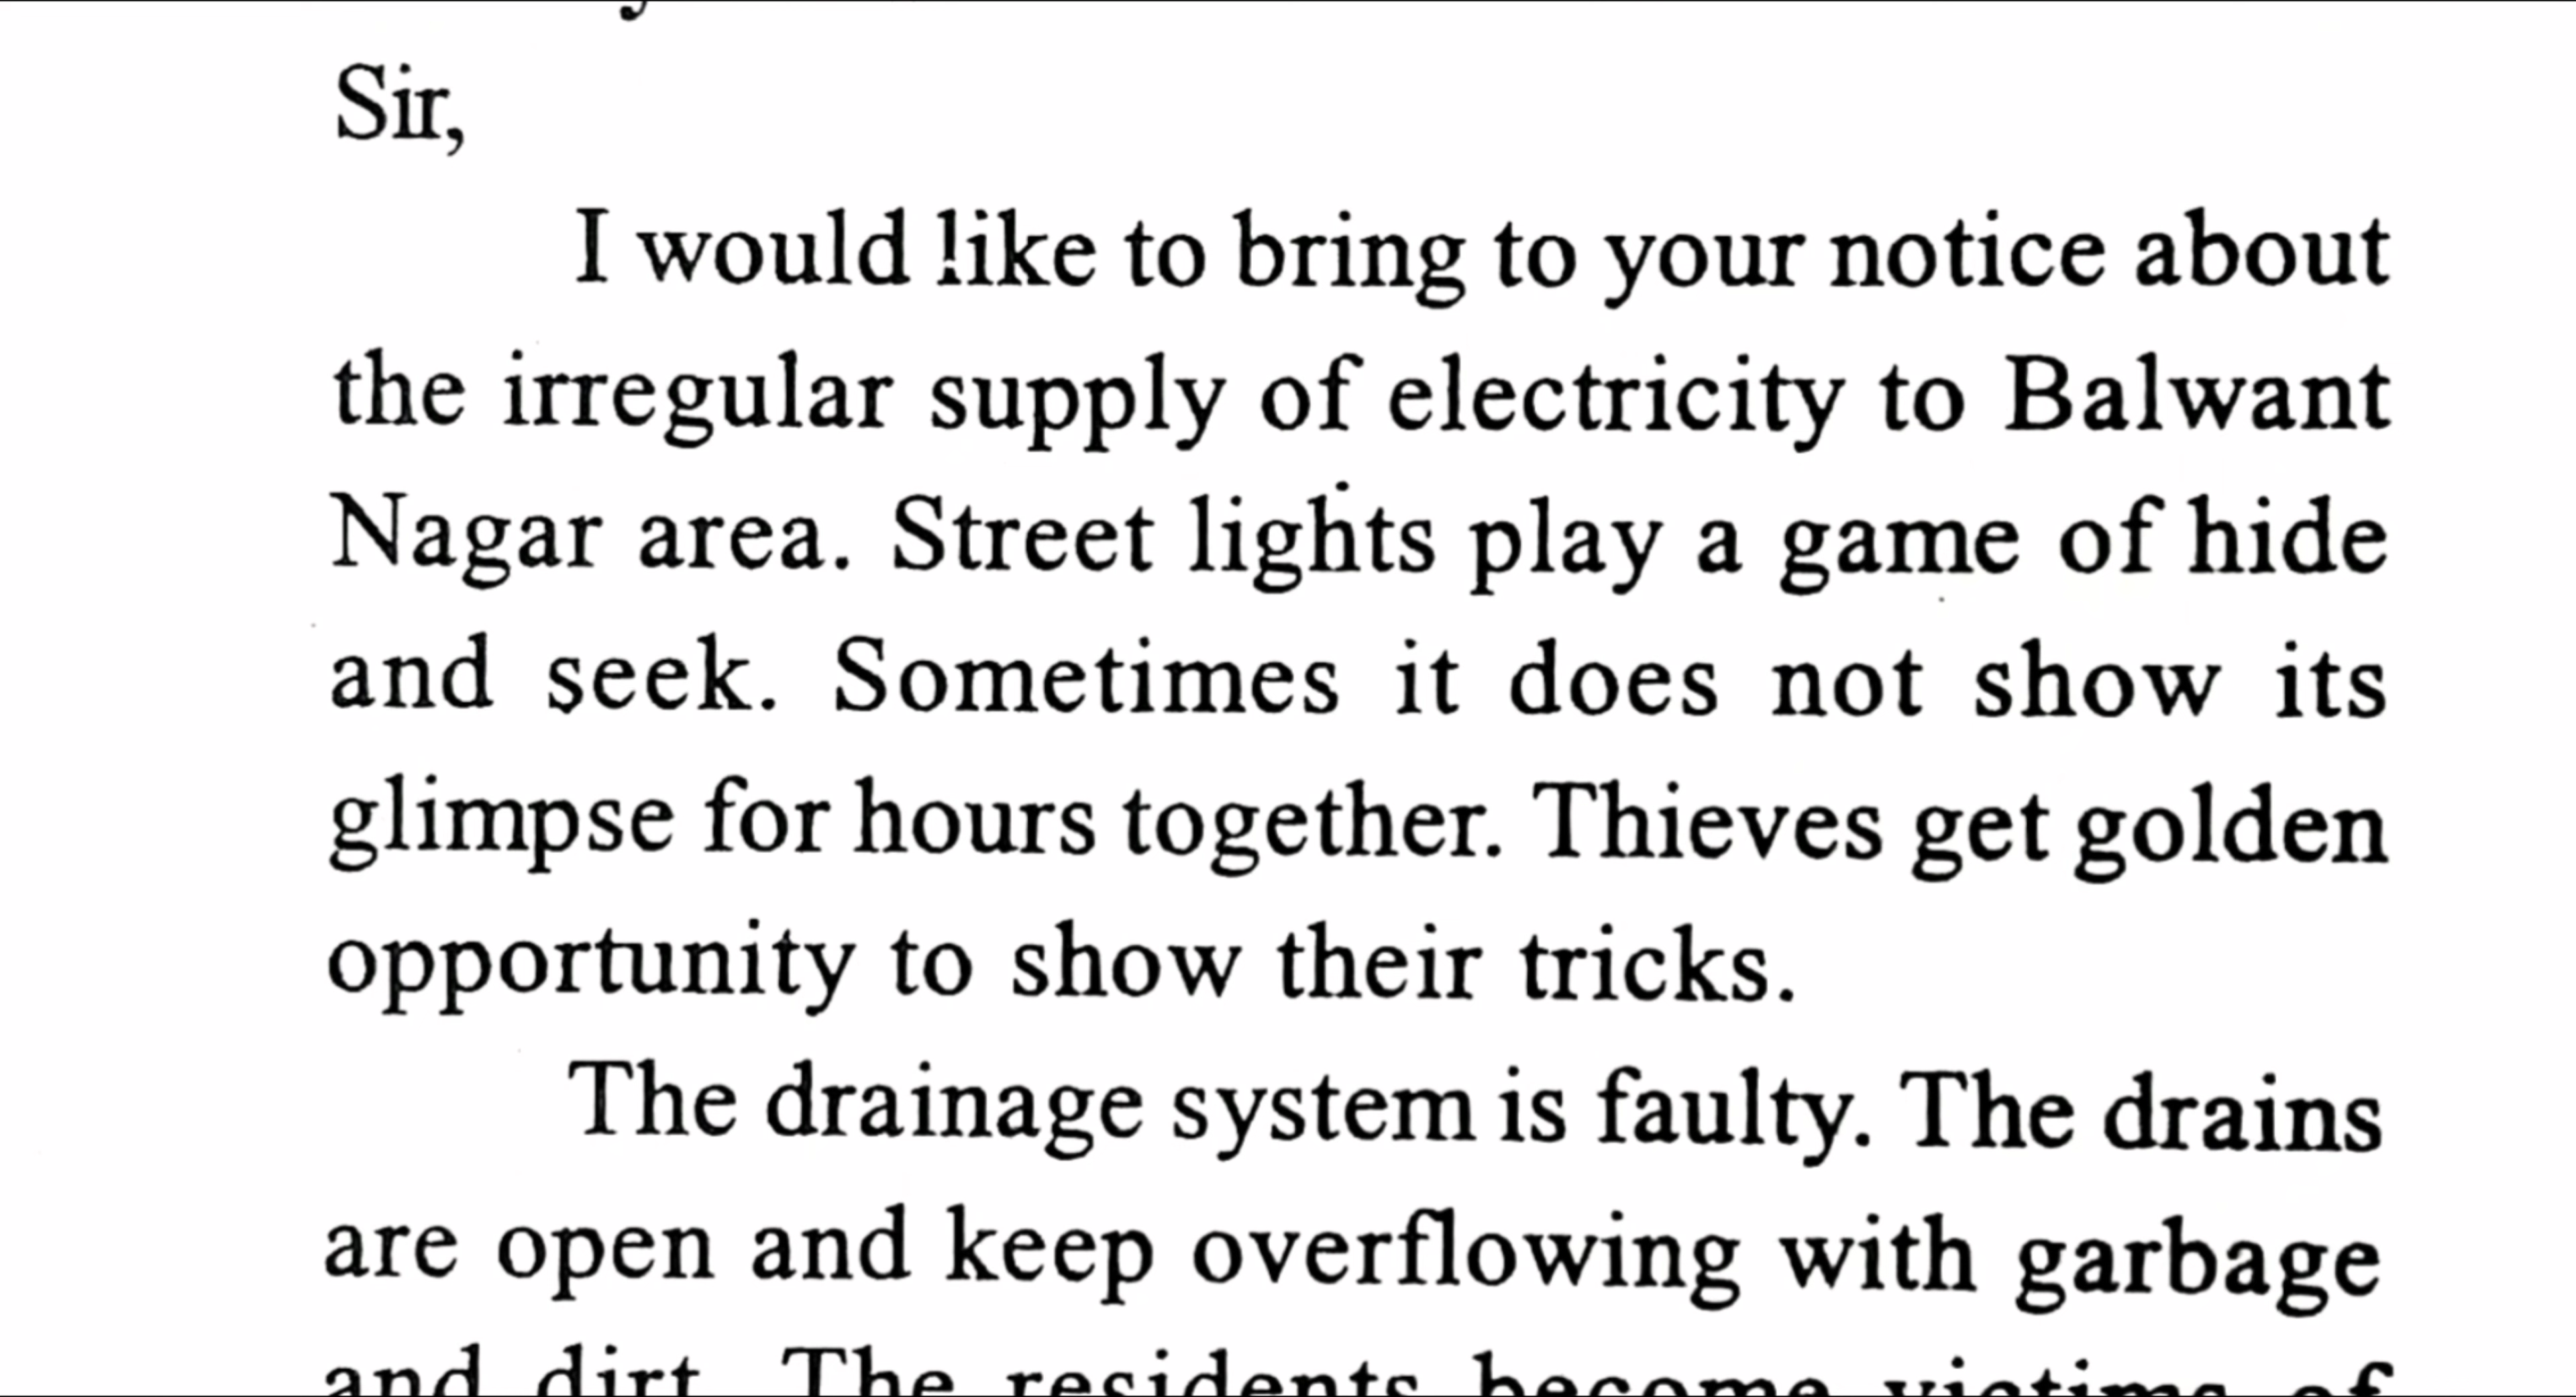 Sir,
I would like to bring to your notice about
the irregular supply of electricity to Balwant
Nagar area. Street lights play a game of hide
and seek. Sometimes it does not show its
glimpse for hours together. Thieves get golden
opportunity to show their tricks.
The drainage system is faulty. The drains
are open and keep overflowing with garbage
and dirt. The residents become victims of